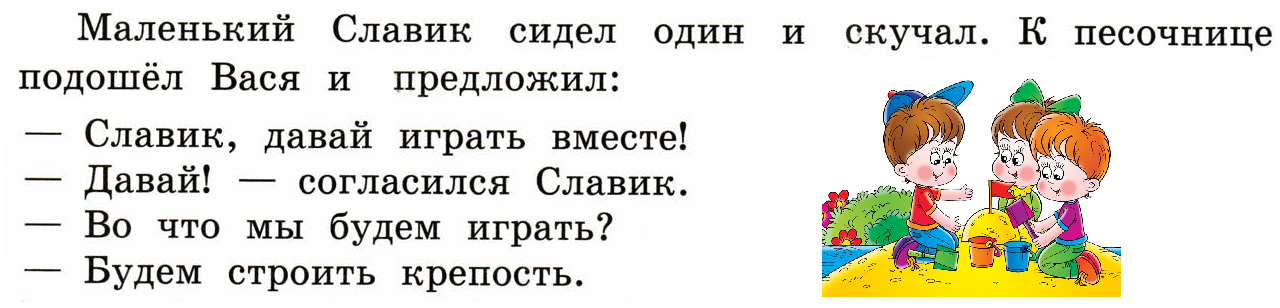 Маленький Славик сидел один и скучал. К песочнице
подошёл Вася и предложил:
— Славик, давай играть вместе!
— Давай! — согласился Славик.
— Во что мы будем играть?
— Будем строить крепость.